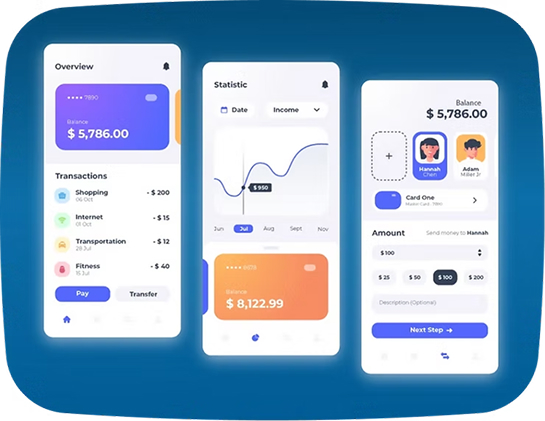 Overview
•••• 7890
Balance
$ 5,786.00
Transactions
Shopping - $ 200
06 Oct
Internet - $ 15
01 Oct
Transportation - $ 12
28 Jul
Fitness - $ 40
15 Jul
Pay Transfer
Statistic
Date Income
$ 950
Jun Jul Aug Sept Nov
Balance
$ 8,122.99
Balance
$ 5,786.00
+
Hannah
Chen
Adam
Miller Jr
Card One
Amount Send money to Hannah
$ 100
$ 25 $ 50 $ 100 $ 200
Description (Optional)
Next Step →